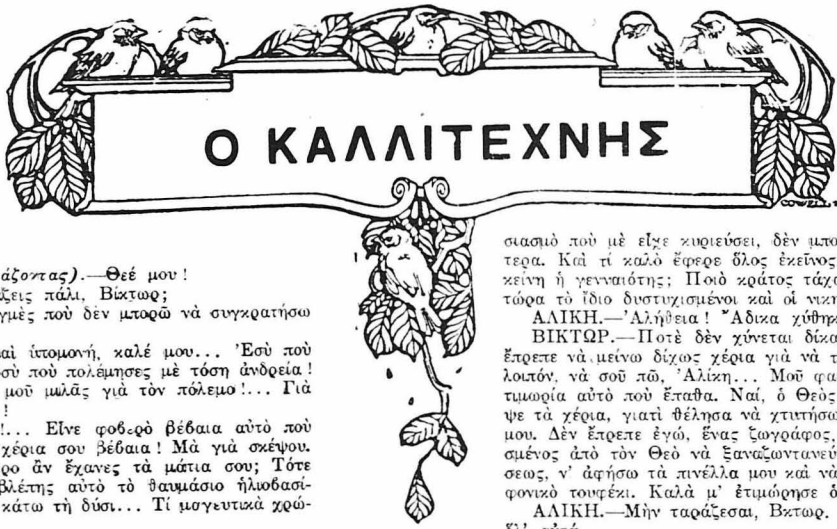 Ο ΚΑΛΛΙΤΕΧΝΗΣ
COWELL
άζοντας).—Θεέ μου!
ζεις πάλι, Βίκτωρ;
γμὲς ποὺ δὲν μπορῶ νὰ συγκρατήσω
αὶ ὑπομονή, καλέ μου... Ἐσὺ ποὺ
σὺ ποὺ πολέμησες μὲ τόση ἀνδρεία!
μοῦ μιλᾶς γιὰ τὸν πόλεμο!... Γιὰ
!
!... Εἶνε φοβερὸ βέβαια αὐτὸ ποὺ
χέρια σου βέβαια! Μὰ γιὰ σκέψου.
ρο ἂν ἔχανες τὰ μάτια σου; Τότε
βλέπῃς αὐτὸ τὸ θαυμάσιο ἡλιοβασί-
κάτω τὴ δύσι... Τί μαγευτικὰ χρώ-
σιασμὸ ποὺ μὲ εἶχε κυριεύσει, δὲν μπο
τερα. Καὶ τί καλὸ ἔφερε ὅλος ἐκεῖνος
κείνη ἡ γενναιότης; Ποιὸ κράτος τάχα
τώρα τὸ ἴδιο δυστυχισμένοι καὶ οἱ νικη
ΑΛΙΚΗ.—Ἀλήθεια! Ἄδικα χύθηκ
ΒΙΚΤΩΡ.—Ποτὲ δὲν χύνεται δίκα
ἔπρεπε νὰ μείνω δίχως χέρια γιὰ νὰ τ
λοιπόν, νὰ σοῦ πῶ, Ἀλίκη... Μοῦ φα
τιμωρία αὐτὸ ποὺ ἔπαθα. Ναί, ὁ Θεὸς
ψε τὰ χέρια, γιατὶ θέλησα νὰ χτυπήσω
μου. Δὲν ἔπρεπε ἐγώ, ἕνας ζωγράφος,
σμένος ἀπὸ τὸν Θεὸ νὰ ξαναζωντανεύ
σεως, ν' ἀφήσω τὰ πινέλλα μου καὶ νὰ
φονικὸ τουφέκι. Καλὰ μ' ἐτιμώρησε ὁ
ΑΛΙΚΗ.—Μὴν ταράζεσαι, Βκτωρ.